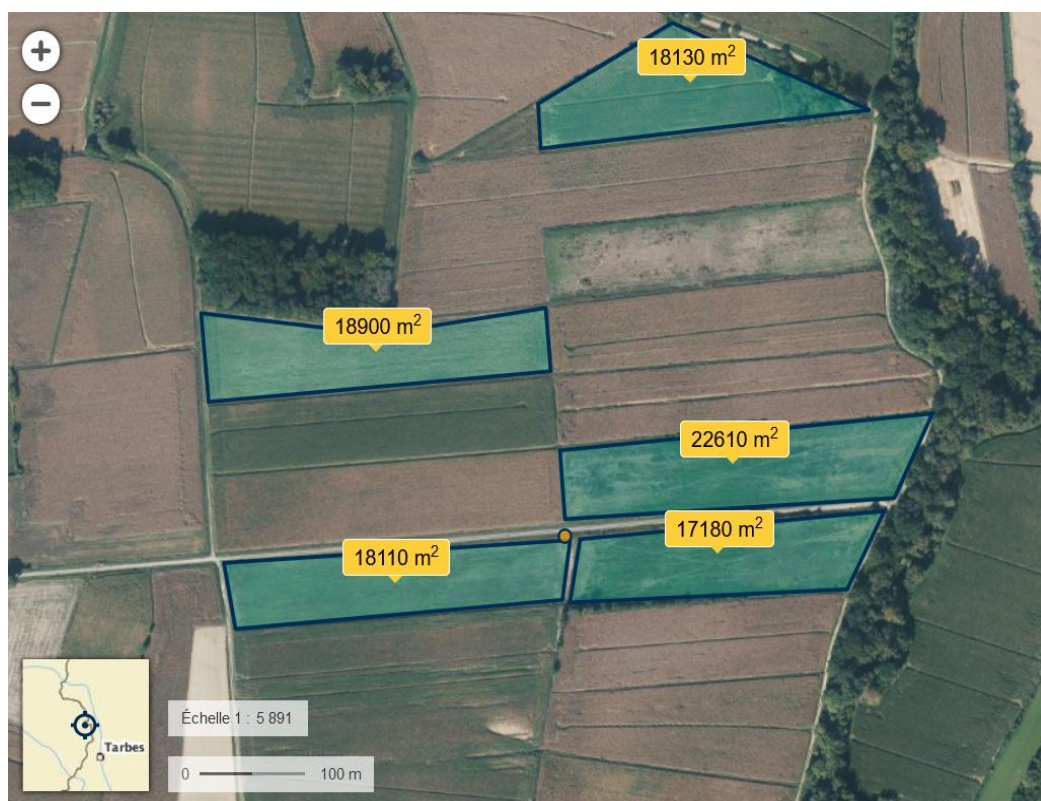 +
18130 m²
−
18900 m²
22610 m²
17180 m²
18110 m²
Échelle 1 : 5 891
Tarbes
0 100 m